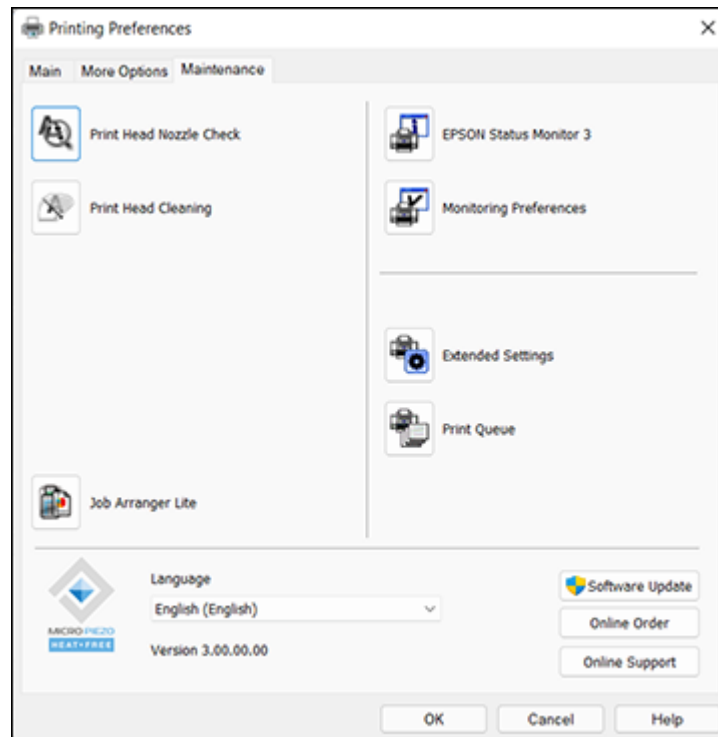 Printing Preferences
Main
More Options
Maintenance
Print Head Nozzle Check
Print Head Cleaning
Job Arranger Lite
EPSON Status Monitor 3
Monitoring Preferences
Extended Settings
Print Queue
MICRO PIEZO
HEAT-FREE
Language
English (English)
Version 3.00.00.00
Software Update
Online Order
Online Support
OK
Cancel
Help